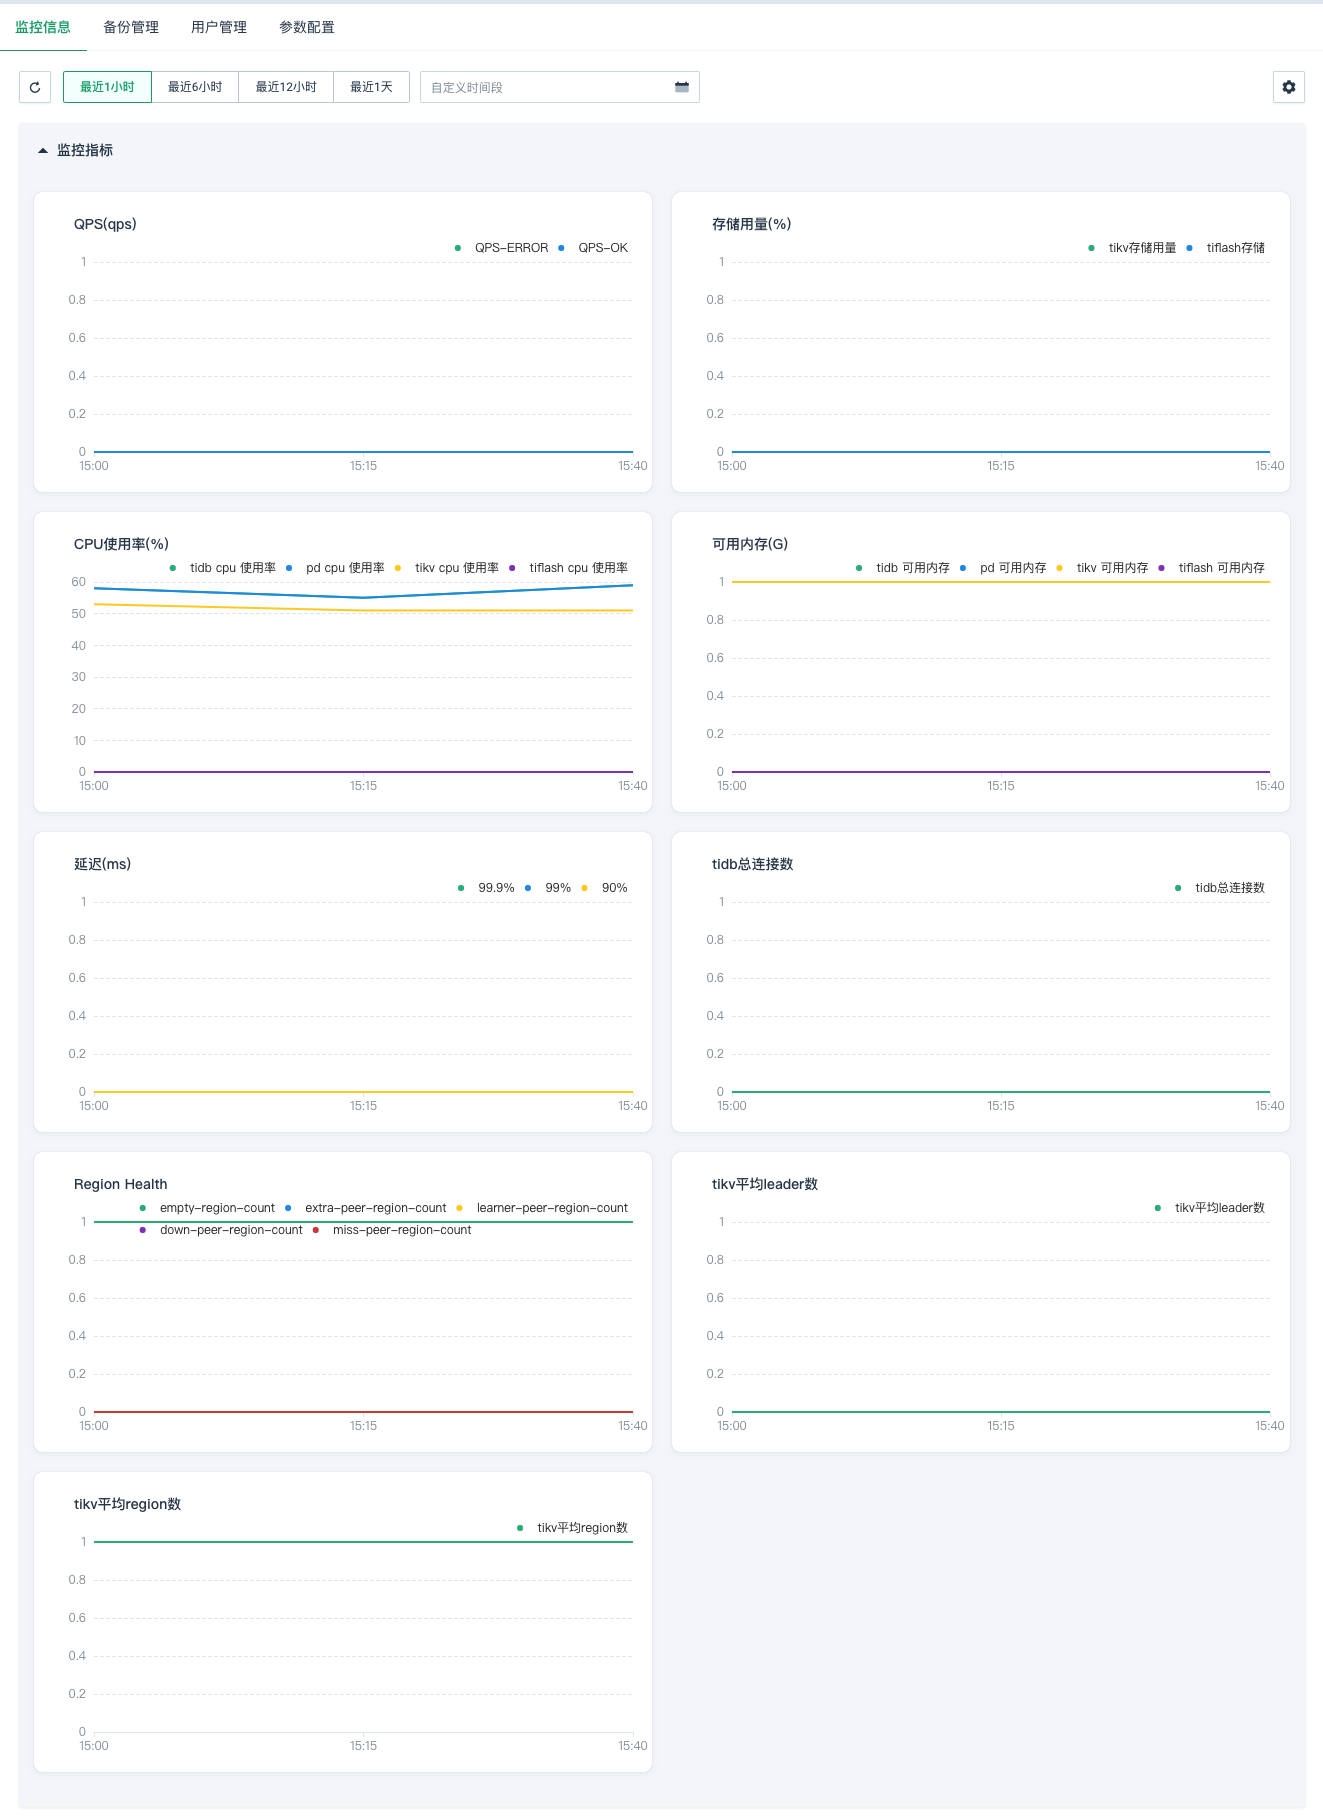 监控信息 备份管理 用户管理 参数配置
最近1小时 最近6小时 最近12小时 最近1天 自定义时间段
监控指标
QPS(qps)
QPS-ERROR QPS-OK
1
0.8
0.6
0.4
0.2
0
15:00 15:15 15:40
存储用量(%)
tikv存储用量 tiflash存储
1
0.8
0.6
0.4
0.2
0
15:00 15:15 15:40
CPU使用率(%)
tidb cpu 使用率 pd cpu 使用率 tikv cpu 使用率 tiflash cpu 使用率
60
50
40
30
20
10
0
15:00 15:15 15:40
可用内存(G)
tidb 可用内存 pd 可用内存 tikv 可用内存 tiflash 可用内存
1
0.8
0.6
0.4
0.2
0
15:00 15:15 15:40
延迟(ms)
99.9% 99% 90%
1
0.8
0.6
0.4
0.2
0
15:00 15:15 15:40
tidb总连接数
tidb总连接数
1
0.8
0.6
0.4
0.2
0
15:00 15:15 15:40
Region Health
empty-region-count extra-peer-region-count learner-peer-region-count
1
down-peer-region-count miss-peer-region-count
0.8
0.6
0.4
0.2
0
15:00 15:15 15:40
tikv平均leader数
tikv平均leader数
1
0.8
0.6
0.4
0.2
0
15:00 15:15 15:40
tikv平均region数
tikv平均region数
1
0.8
0.6
0.4
0.2
0
15:00 15:15 15:40